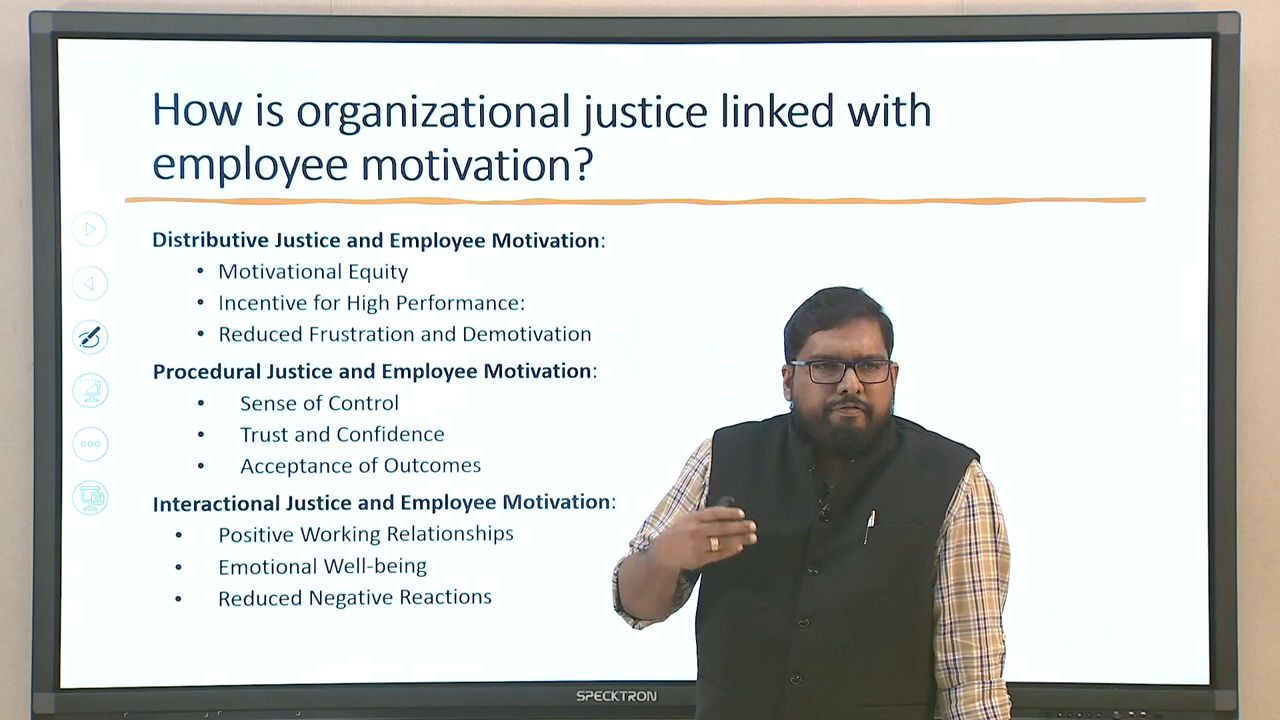 How is organizational justice linked with
employee motivation?
Distributive Justice and Employee Motivation:
• Motivational Equity
• Incentive for High Performance:
• Reduced Frustration and Demotivation
Procedural Justice and Employee Motivation:
• Sense of Control
• Trust and Confidence
• Acceptance of Outcomes
Interactional Justice and Employee Motivation:
• Positive Working Relationships
• Emotional Well-being
• Reduced Negative Reactions
SPECKTRON